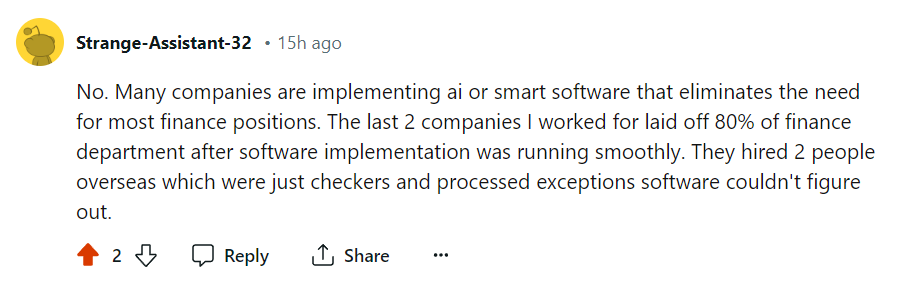 Strange-Assistant-32 • 15h ago
No. Many companies are implementing ai or smart software that eliminates the need
for most finance positions. The last 2 companies I worked for laid off 80% of finance
department after software implementation was running smoothly. They hired 2 people
overseas which were just checkers and processed exceptions software couldn't figure
out.
2 Reply Share ···